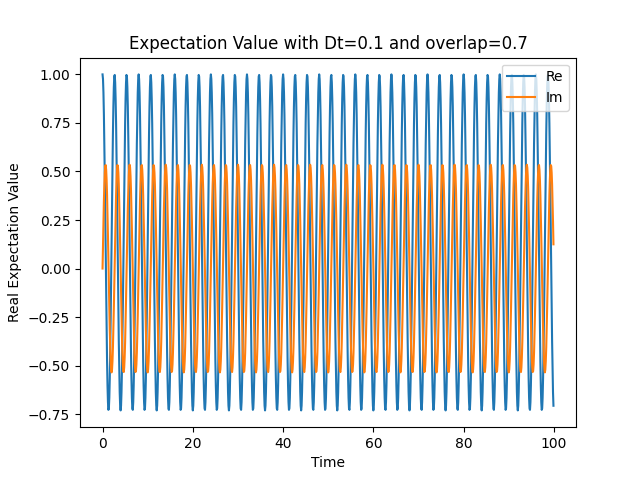 Expectation Value with Dt=0.1 and overlap=0.7
Re
Im
1.00
0.75
0.50
0.25
0.00
−0.25
−0.50
−0.75
Real Expectation Value
0 20 40 60 80 100
Time